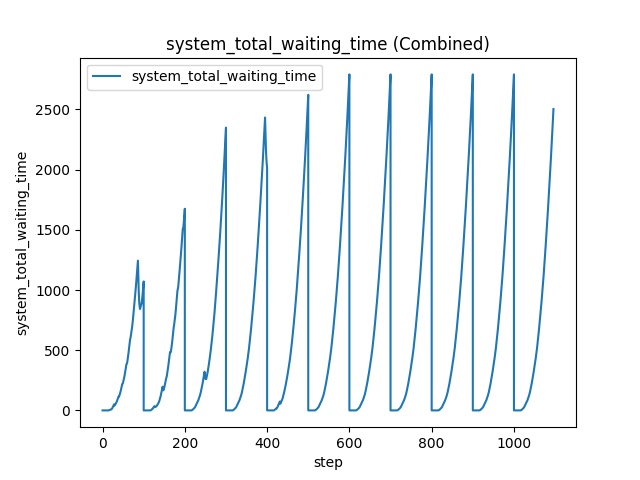 system_total_waiting_time (Combined)
system_total_waiting_time
system_total_waiting_time
2500
2000
1500
1000
500
0
0 200 400 600 800 1000
step